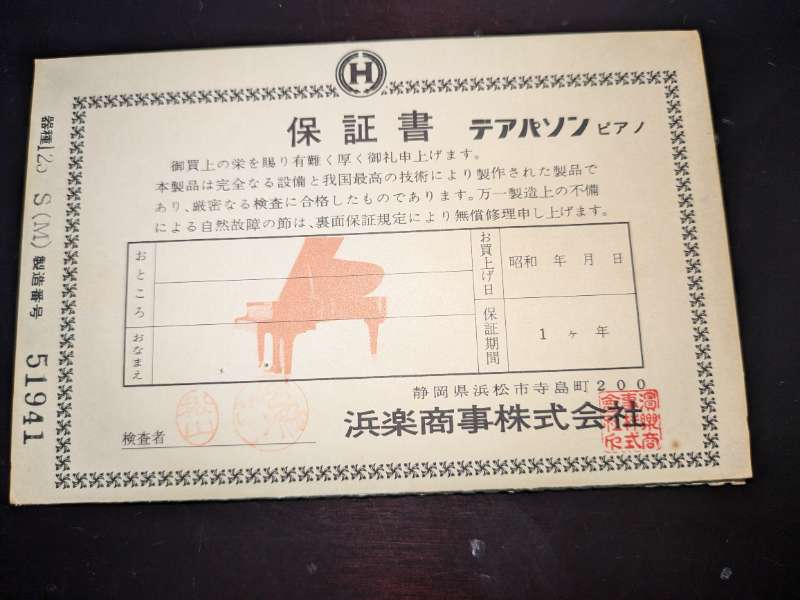 H
保証書 デアパソン ピアノ
御買上の栄を賜り有難く厚く御礼申上げます。
本製品は完全なる設備と我国最高の技術により製作された製品で
あり、厳密なる検査に合格したものであります。万一製造上の不備
による自然故障の節は、裏面保証規定により無償修理申し上げます。
おところ
お買上げ日
昭和 年 月 日
おなまえ
保証期間
1 ヶ年
静岡県浜松市寺島町200
浜楽商事株式会社
検査者
器種 S(M) 製造番号 51941